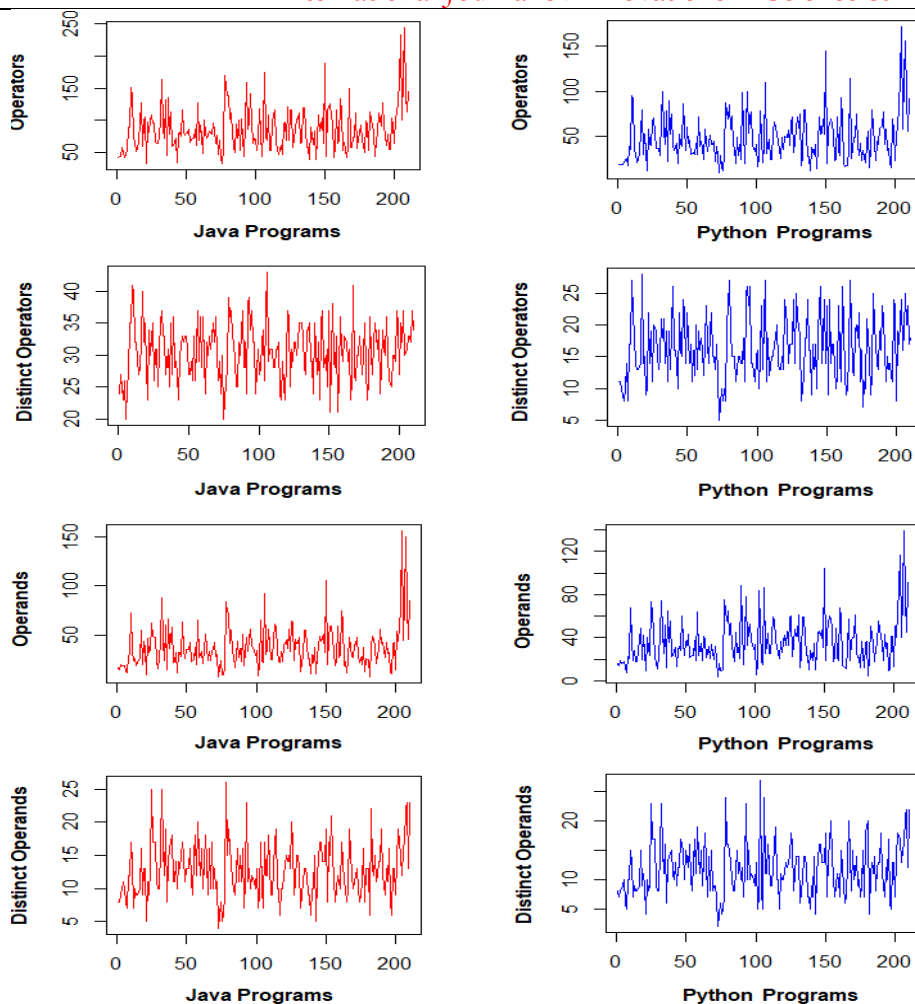 Operators
50 150 250
0 50 100 150 200
Java Programs
Operators
50 100 150
0 50 100 150 200
Python Programs
Distinct Operators
20 25 30 35 40
0 50 100 150 200
Java Programs
Distinct Operators
5 10 15 20 25
0 50 100 150 200
Python Programs
Operands
50 100 150
0 50 100 150 200
Java Programs
Operands
0 40 80 120
0 50 100 150 200
Python Programs
Distinct Operands
5 10 15 20 25
0 50 100 150 200
Java Programs
Distinct Operands
5 10 20
0 50 100 150 200
Python Programs